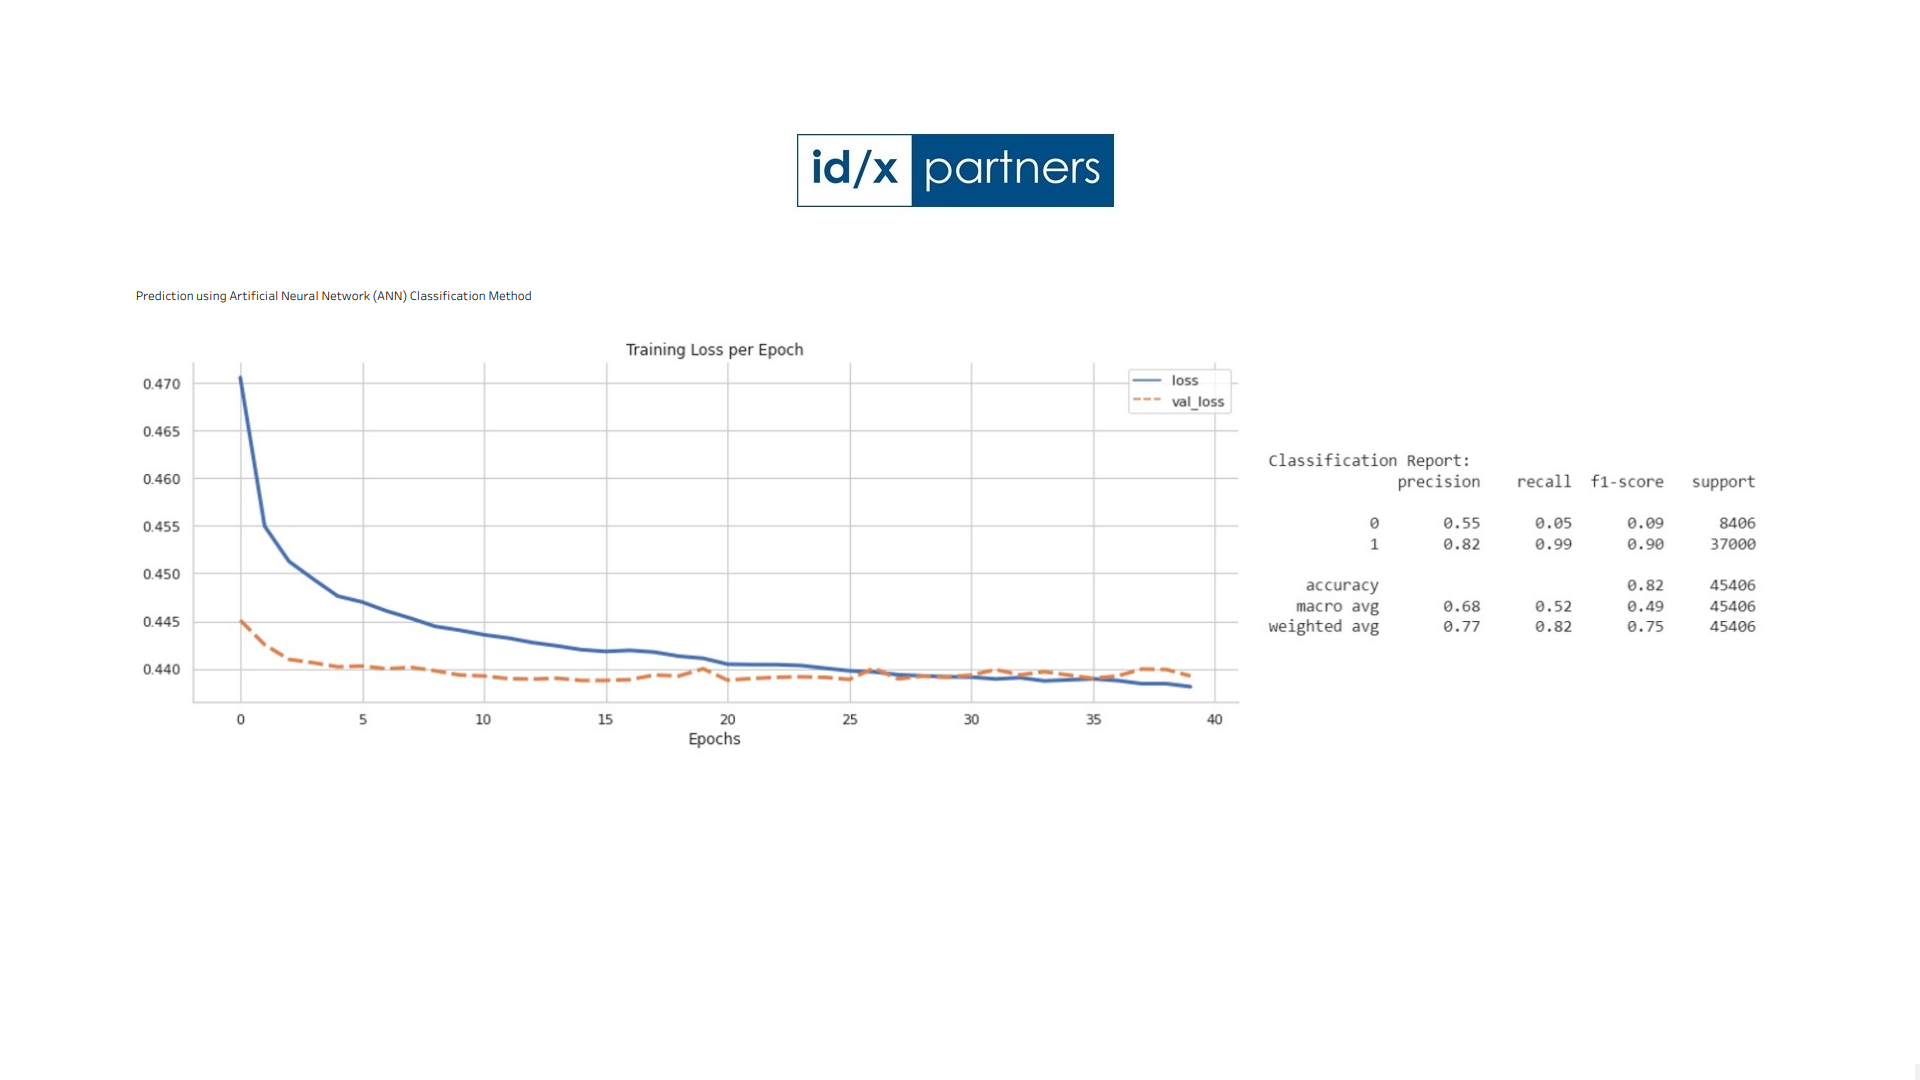 id/x partners
Prediction using Artificial Neural Network (ANN) Classification Method
Training Loss per Epoch
0.470
0.465
0.460
0.455
0.450
0.445
0.440
loss
val_loss
0 5 10 15 20 25 30 35 40
Epochs
Classification Report:
precision recall f1-score support
0 0.55 0.05 0.09 8406
1 0.82 0.99 0.90 37000
accuracy 0.82 45406
macro avg 0.68 0.52 0.49 45406
weighted avg 0.77 0.82 0.75 45406